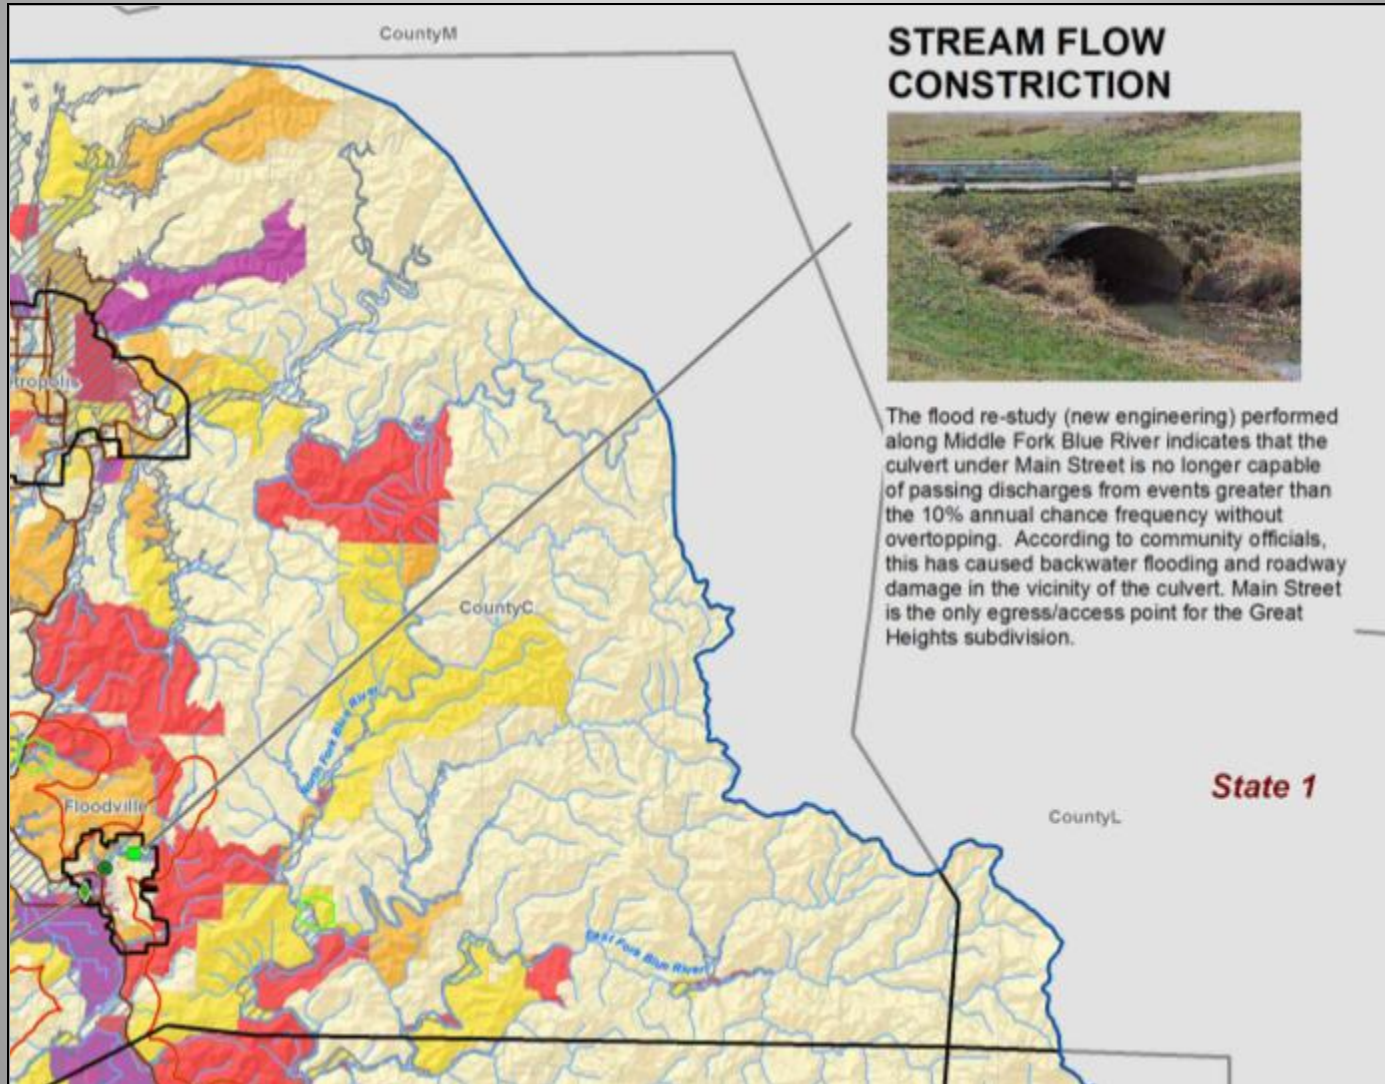 CountyM
STREAM FLOW
CONSTRICTION
tropolis
The flood re-study (new engineering) performed
along Middle Fork Blue River indicates that the
culvert under Main Street is no longer capable
of passing discharges from events greater than
the 10% annual chance frequency without
overtopping. According to community officials,
this has caused backwater flooding and roadway
damage in the vicinity of the culvert. Main Street
is the only egress/access point for the Great
Heights subdivision.
CountyC
North Fork Blue River
State 1
Floodville
CountyL
East Fork Blue River